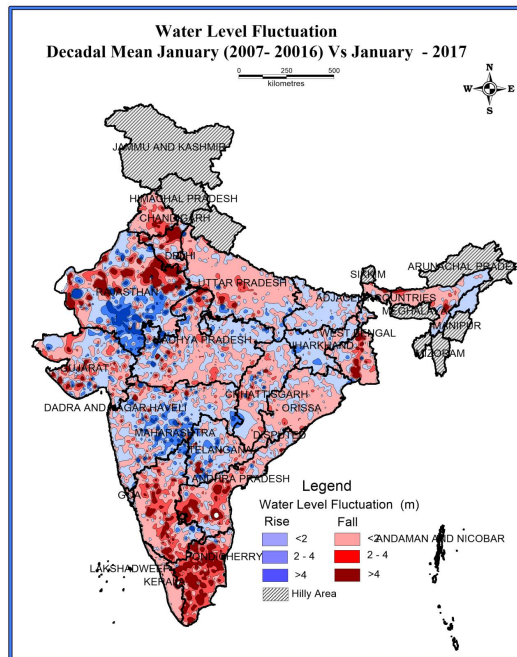 Water Level Fluctuation
Decadal Mean January (2007- 20016) Vs January - 2017
0 250 500
kilometres
N
W E
S
JAMMU AND KASHMIR
HIMACHAL PRADESH
CHANDIGARH
DELHI
UTTAR PRADESH
SIKKIM
ARUNACHAL PRADE
RAJASTHAN
ADJACENT COUNTRIES
MEGHALAYA
MANIPUR
WEST BENGAL
MADHYA PRADESH
JHARKHAND
MIZORAM
GUJARAT
CHHATTISGARH
DADRA AND NAGAR HAVELI
ORISSA
MAHARASHTRA
DISPUTED
TELANGANA
ANDHRA PRADESH
GOA
PONDICHERRY
LAKSHADWEEP
KERALA
Legend
Water Level Fluctuation (m)
Rise Fall
<2 <2 ANDAMAN AND NICOBAR
2 - 4 2 - 4
>4 >4
Hilly Area